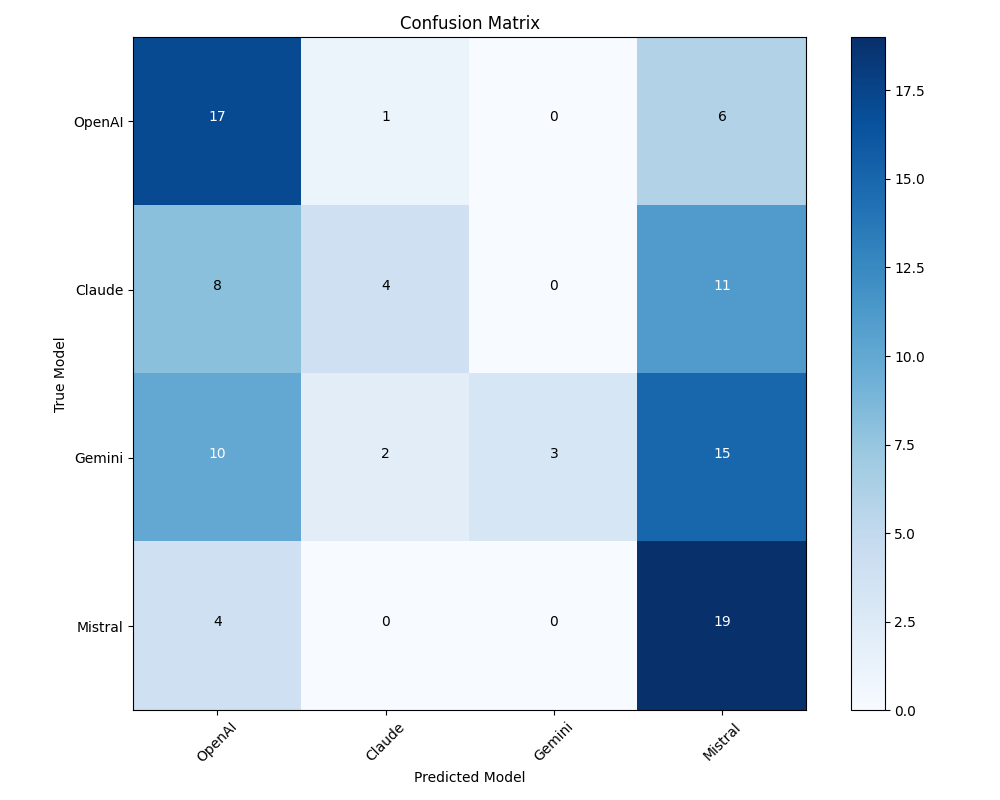 Confusion Matrix
True Model
OpenAI 17 1 0 6
Claude 8 4 0 11
Gemini 10 2 3 15
Mistral 4 0 0 19
OpenAI Claude Gemini Mistral
Predicted Model
17.5
15.0
12.5
10.0
7.5
5.0
2.5
0.0